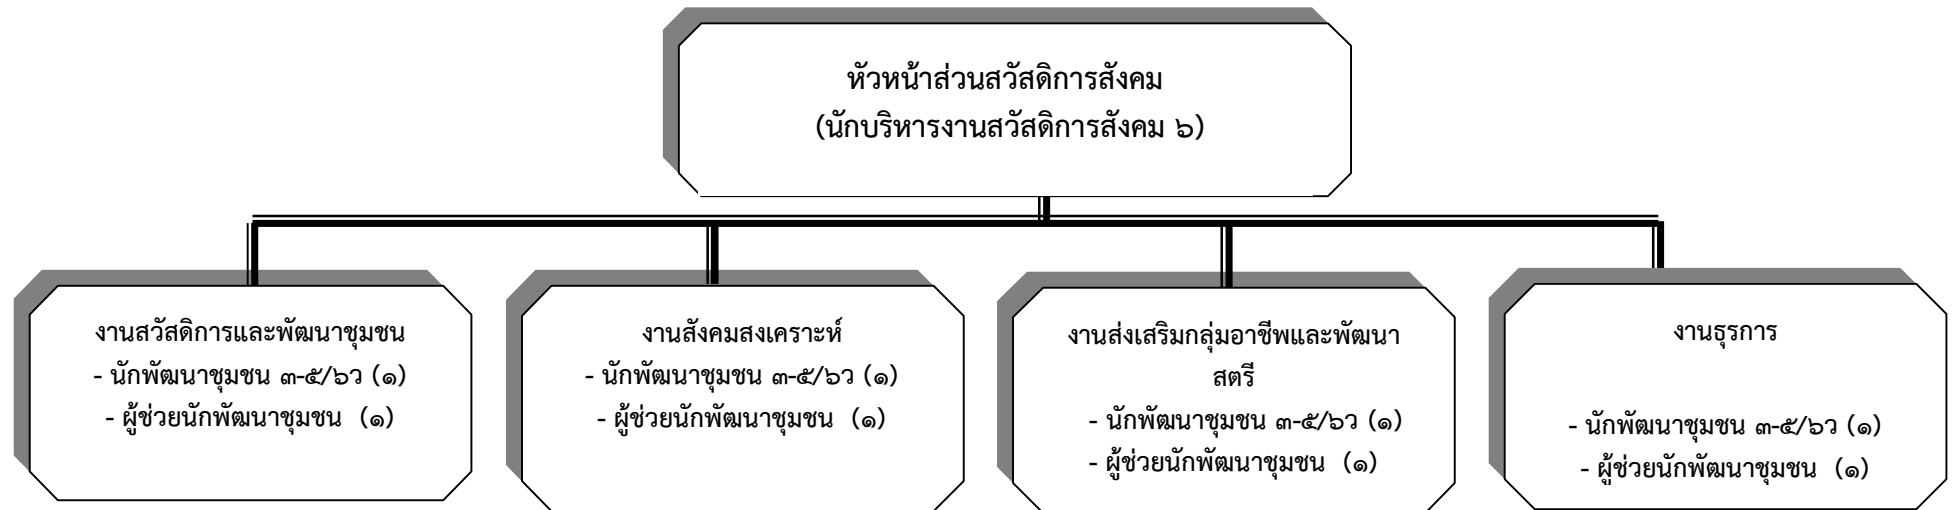 หัวหน้าส่วนสวัสดิการสังคม
(นักบริหารงานสวัสดิการสังคม ๖)
งานสวัสดิการและพัฒนาชุมชน
- นักพัฒนาชุมชน ๓-๕/๖ว (๑)
- ผู้ช่วยนักพัฒนาชุมชน (๑)
งานสังคมสงเคราะห์
- นักพัฒนาชุมชน ๓-๕/๖ว (๑)
- ผู้ช่วยนักพัฒนาชุมชน (๑)
งานส่งเสริมกลุ่มอาชีพและพัฒนา
สตรี
- นักพัฒนาชุมชน ๓-๕/๖ว (๑)
- ผู้ช่วยนักพัฒนาชุมชน (๑)
งานธุรการ
- นักพัฒนาชุมชน ๓-๕/๖ว (๑)
- ผู้ช่วยนักพัฒนาชุมชน (๑)